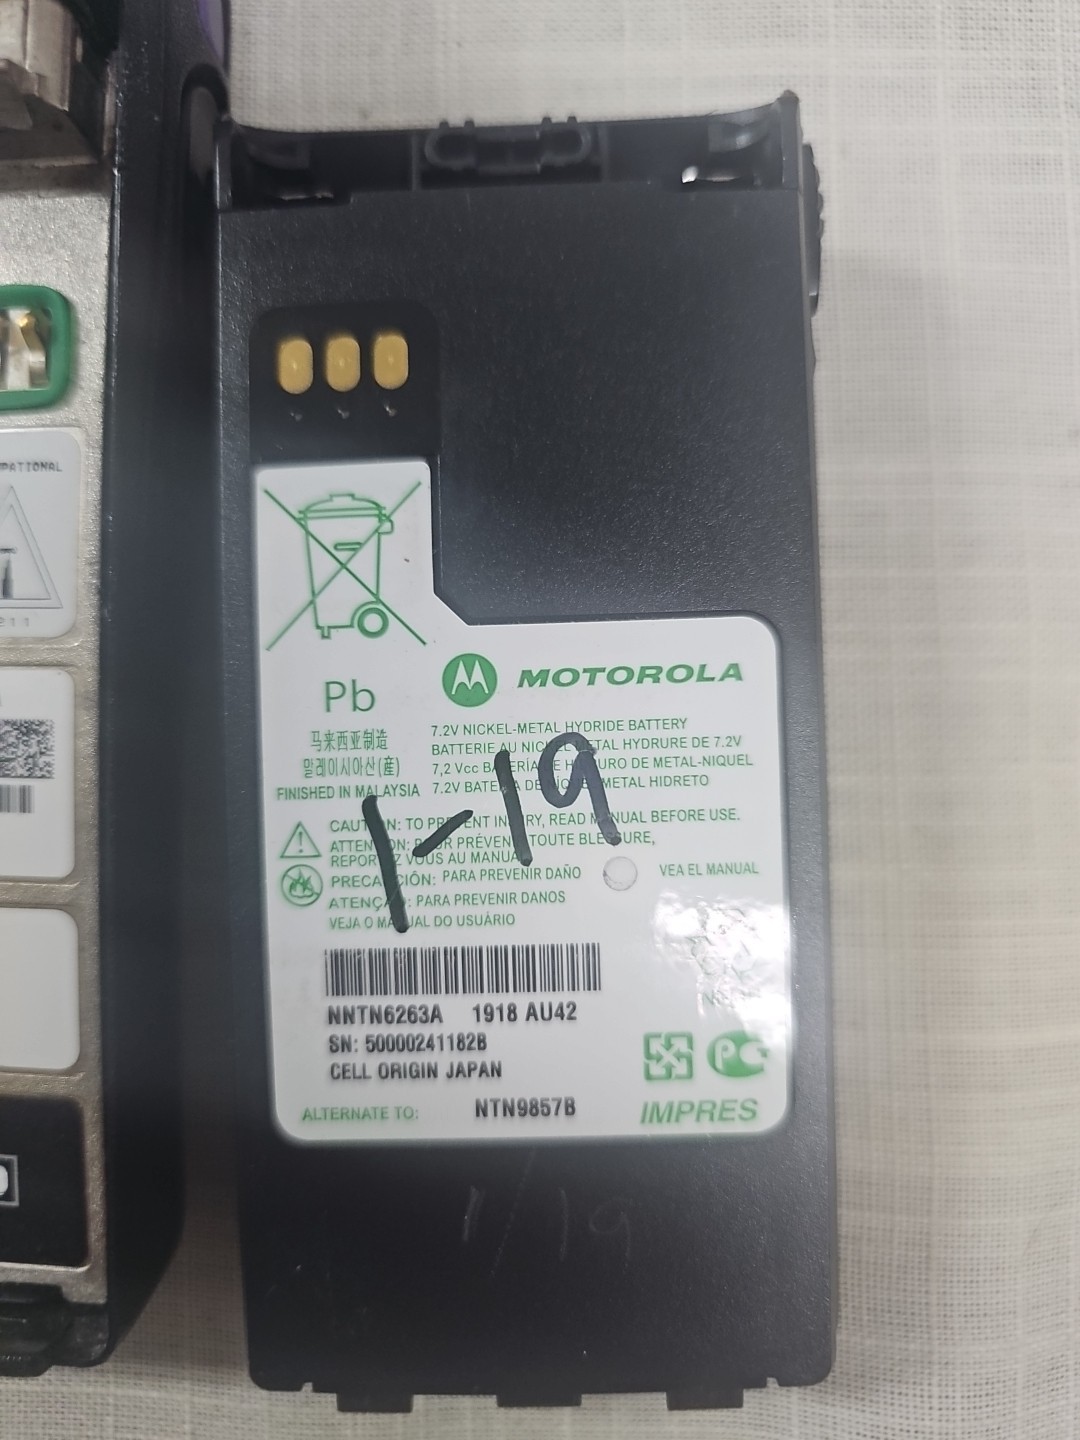 PATIONAL
Pb
MOTOROLA
马来西亚制造
말레이시아산(産)
FINISHED IN MALAYSIA
7.2V NICKEL-METAL HYDRIDE BATTERY
BATTERIE AU NICKEL METAL HYDRURE DE 7.2V
7,2 Vcc BATERÍA DE HIDRURO DE METAL-NIQUEL
7.2V BATERIA DE NÍQUEL METAL HIDRETO
1-19
CAUTION: TO PREVENT INJURY, READ MANUAL BEFORE USE.
ATTENTION: POUR PRÉVENIR TOUTE BLESSURE,
REPORTEZ VOUS AU MANUAL
PRECAUCIÓN: PARA PREVENIR DAÑO VEA EL MANUAL
ATENÇÃO: PARA PREVENIR DANOS
VEJA O MANUAL DO USUÁRIO
NNTN6263A 1918 AU42
SN: 50000241182B
CELL ORIGIN JAPAN
ALTERNATE TO: NTN9857B
IMPRES
1/19